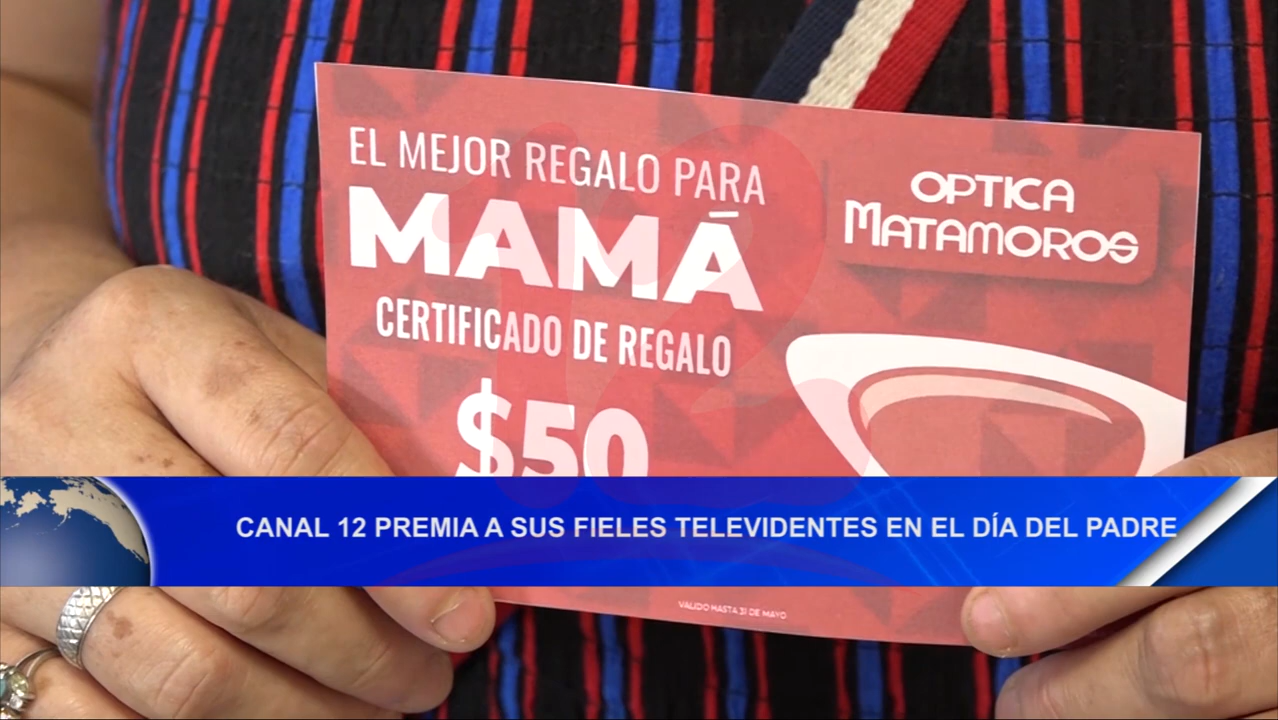 EL MEJOR REGALO PARA
MAMÁ
CERTIFICADO DE REGALO
$50
OPTICA
MATAMOROS
CANAL 12 PREMIA A SUS FIELES TELEVIDENTES EN EL DÍA DEL PADRE
VALIDO HASTA 31 DE MAYO
12